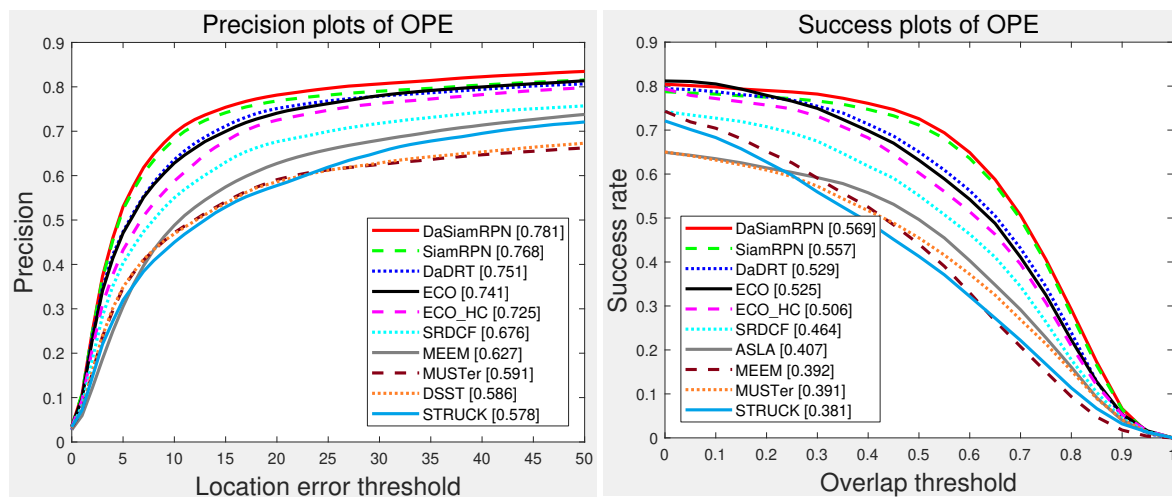 Precision plots of OPE
Precision
0.9
0.8
0.7
0.6
0.5
0.4
0.3
0.2
0.1
0
0 5 10 15 20 25 30 35 40 45 50
Location error threshold
DaSiamRPN [0.781]
SiamRPN [0.768]
DaDRT [0.751]
ECO [0.741]
ECO_HC [0.725]
SRDCF [0.676]
MEEM [0.627]
MUSTer [0.591]
DSST [0.586]
STRUCK [0.578]
Success plots of OPE
Success rate
0.9
0.8
0.7
0.6
0.5
0.4
0.3
0.2
0.1
0
0 0.1 0.2 0.3 0.4 0.5 0.6 0.7 0.8 0.9 1
Overlap threshold
DaSiamRPN [0.569]
SiamRPN [0.557]
DaDRT [0.529]
ECO [0.525]
ECO_HC [0.506]
SRDCF [0.464]
ASLA [0.407]
MEEM [0.392]
MUSTer [0.391]
STRUCK [0.381]